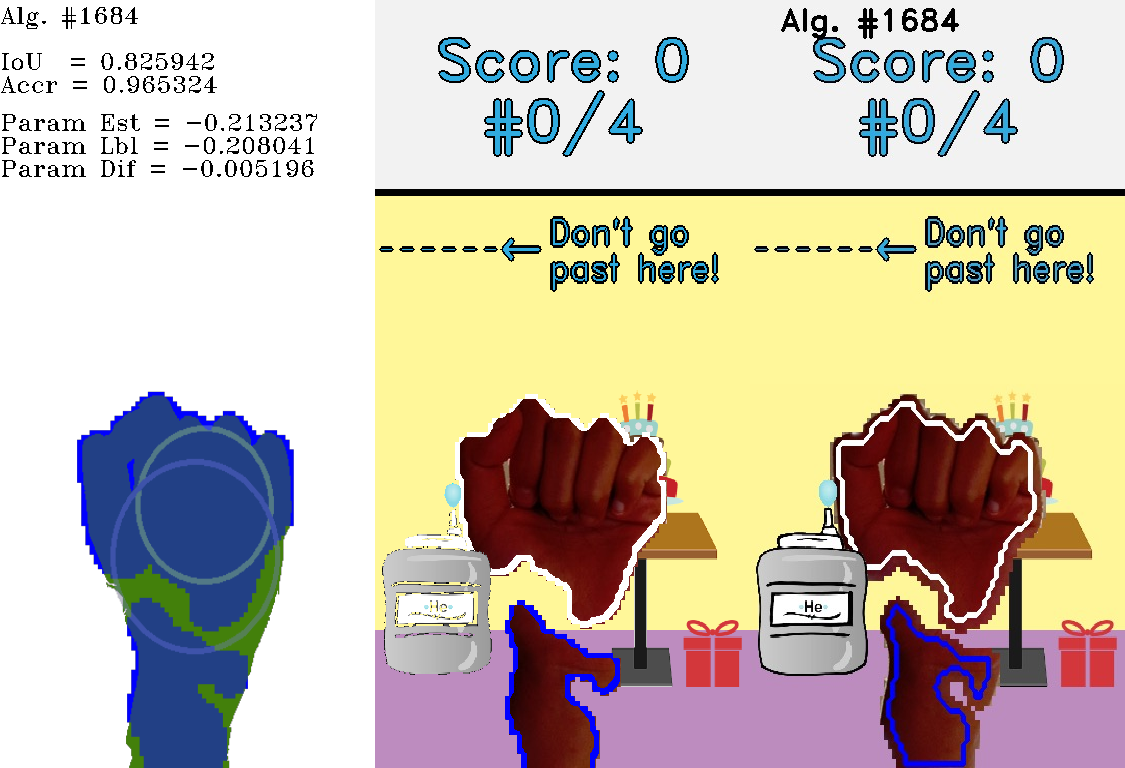 Alg. #1684
IoU = 0.825942
Accr = 0.965324
Param Est = −0.213237
Param Lbl = −0.208041
Param Dif = −0.005196
Score: 0
#0/4
Don't go
past here!
He
Alg. #1684
Score: 0
#0/4
Don't go
past here!
He